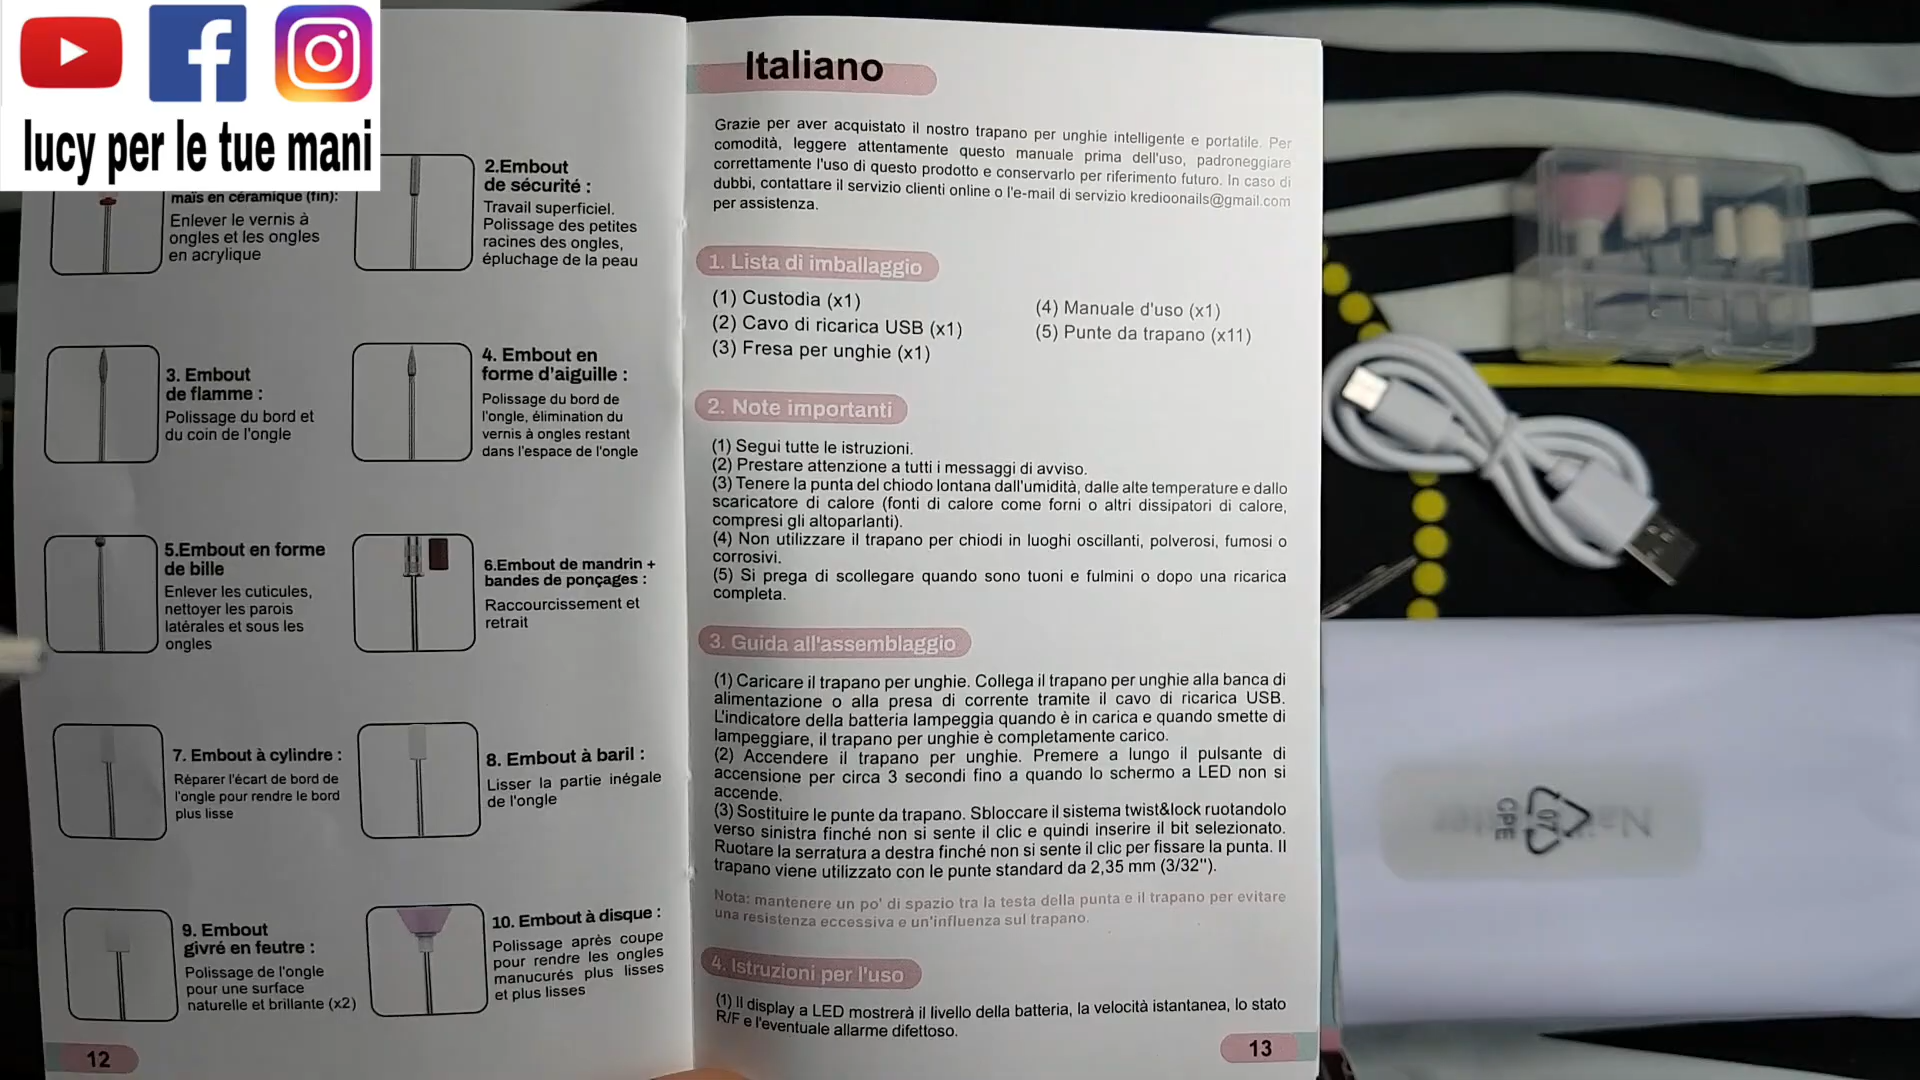 lucy per le tue mani
maïs en céramique (fin):
Enlever le vernis à
ongles et les ongles
en acrylique
2.Embout
de sécurité :
Travail superficiel.
Polissage des petites
racines des ongles,
épluchage de la peau
3. Embout
de flamme :
Polissage du bord et
du coin de l'ongle
4. Embout en
forme d'aiguille :
Polissage du bord de
l'ongle, élimination du
vernis à ongles restant
dans l'espace de l'ongle
5.Embout en forme
de bille
Enlever les cuticules,
nettoyer les parois
latérales et sous les
ongles
6.Embout de mandrin +
bandes de ponçages :
Raccourcissement et
retrait
7. Embout à cylindre :
Réparer l'écart de bord de
l'ongle pour rendre le bord
plus lisse
8. Embout à baril :
Lisser la partie inégale
de l'ongle
9. Embout
givré en feutre :
Polissage de l'ongle
pour une surface
naturelle et brillante (x2)
10. Embout à disque :
Polissage après coupe
pour rendre les ongles
manucurés plus lisses
et plus lisses
12
Italiano
Grazie per aver acquistato il nostro trapano per unghie intelligente e portatile. Per
comodità, leggere attentamente questo manuale prima dell'uso, padroneggiare
correttamente l'uso di questo prodotto e conservarlo per riferimento futuro. In caso di
dubbi, contattare il servizio clienti online o l'e-mail di servizio kredioonails@gmail.com
per assistenza.
1. Lista di imballaggio
(1) Custodia (x1)
(2) Cavo di ricarica USB (x1)
(3) Fresa per unghie (x1)
(4) Manuale d'uso (x1)
(5) Punte da trapano (x11)
2. Note importanti
(1) Segui tutte le istruzioni.
(2) Prestare attenzione a tutti i messaggi di avviso.
(3) Tenere la punta del chiodo lontana dall'umidità, dalle alte temperature e dallo
scaricatore di calore (fonti di calore come forni o altri dissipatori di calore,
compresi gli altoparlanti).
(4) Non utilizzare il trapano per chiodi in luoghi oscillanti, polverosi, fumosi o
corrosivi.
(5) Si prega di scollegare quando sono tuoni e fulmini o dopo una ricarica
completa.
3. Guida all'assemblaggio
(1) Caricare il trapano per unghie. Collega il trapano per unghie alla banca di
alimentazione o alla presa di corrente tramite il cavo di ricarica USB.
L'indicatore della batteria lampeggia quando è in carica e quando smette di
lampeggiare, il trapano per unghie è completamente carico.
(2) Accendere il trapano per unghie. Premere a lungo il pulsante di
accensione per circa 3 secondi fino a quando lo schermo a LED non si
accende.
(3) Sostituire le punte da trapano. Sbloccare il sistema twist&lock ruotandolo
verso sinistra finché non si sente il clic e quindi inserire il bit selezionato.
Ruotare la serratura a destra finché non si sente il clic per fissare la punta. Il
trapano viene utilizzato con le punte standard da 2,35 mm (3/32").
Nota: mantenere un po' di spazio tra la testa della punta e il trapano per evitare
una resistenza eccessiva e un'influenza sul trapano.
4. Istruzioni per l'uso
(1) Il display a LED mostrerà il livello della batteria, la velocità istantanea, lo stato
R/F e l'eventuale allarme difettoso.
13
07
CPE